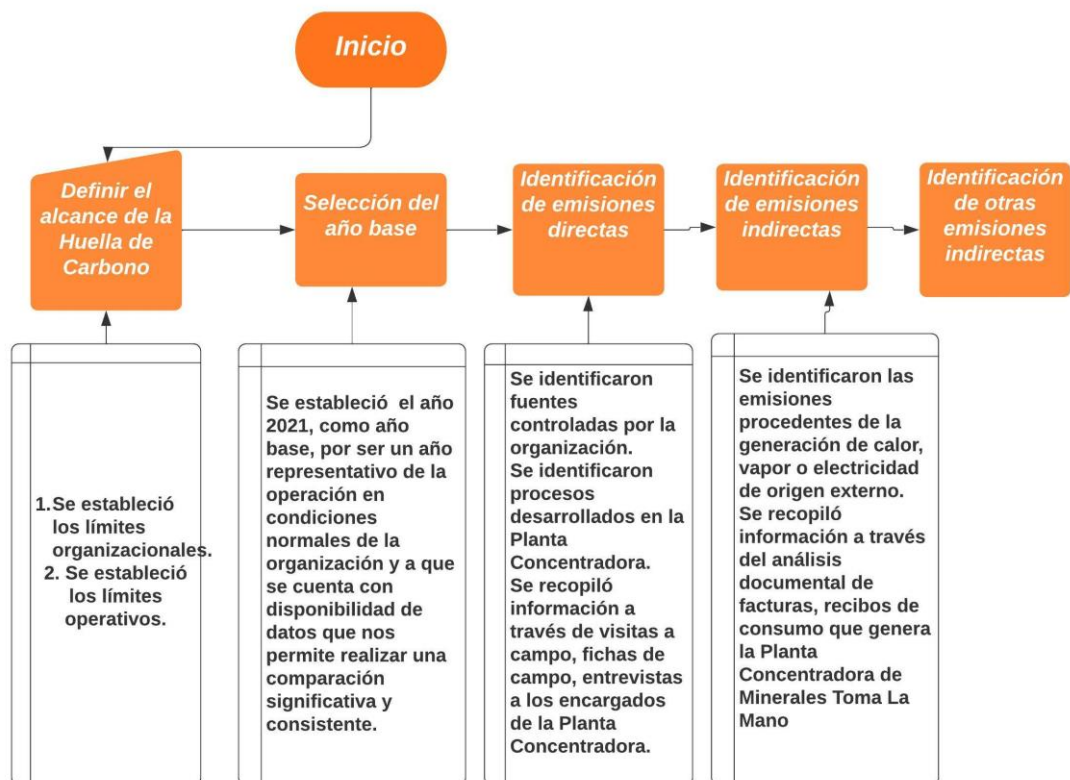 Inicio
Definir el
alcance de la
Huella de
Carbono
Selección del
año base
Identificación
de emisiones
directas
Identificación
de emisiones
indirectas
Identificación
de otras
emisiones
indirectas
1.Se estableció
los límites
organizacionales.
2. Se estableció
los límites
operativos.
Se estableció el año
2021, como año
base, por ser un año
representativo de la
operación en
condiciones
normales de la
organización y a que
se cuenta con
disponibilidad de
datos que nos
permite realizar una
comparación
significativa y
consistente.
Se identificaron
fuentes
controladas por la
organización.
Se identificaron
procesos
desarrollados en la
Planta
Concentradora.
Se recopiló
información a
través de visitas a
campo, fichas de
campo, entrevistas
a los encargados
de la Planta
Concentradora.
Se identificaron las
emisiones
procedentes de la
generación de calor,
vapor o electricidad
de origen externo.
Se recopiló
información a través
del análisis
documental de
facturas, recibos de
consumo que genera
la Planta
Concentradora de
Minerales Toma La
Mano